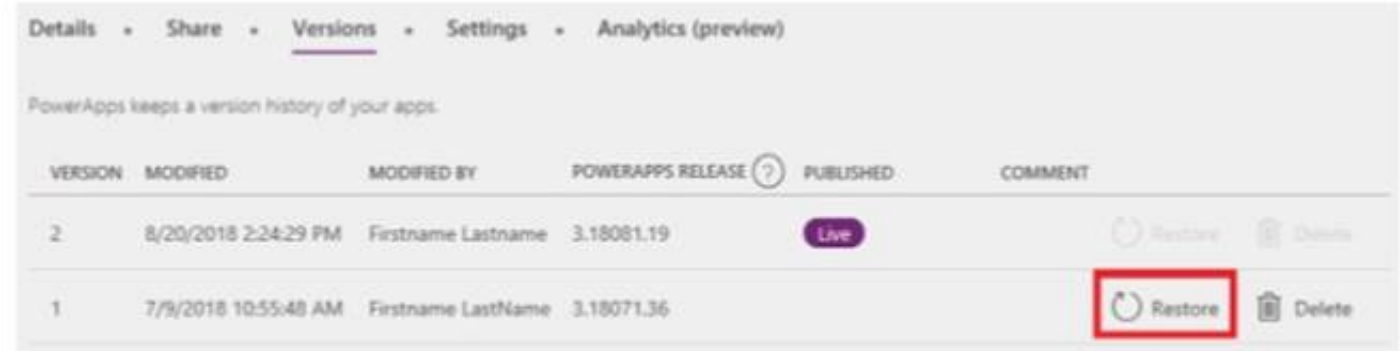 Details • Share • Versions • Settings • Analytics (preview)
PowerApps keeps a version history of your apps.
VERSION MODIFIED MODIFIED BY POWERAPPS RELEASE ? PUBLISHED COMMENT
2 8/20/2018 2:24:29 PM Firstname Lastname 3.18081.19 Live Restore Delete
1 7/9/2018 10:55:48 AM Firstname LastName 3.18071.36 Restore Delete